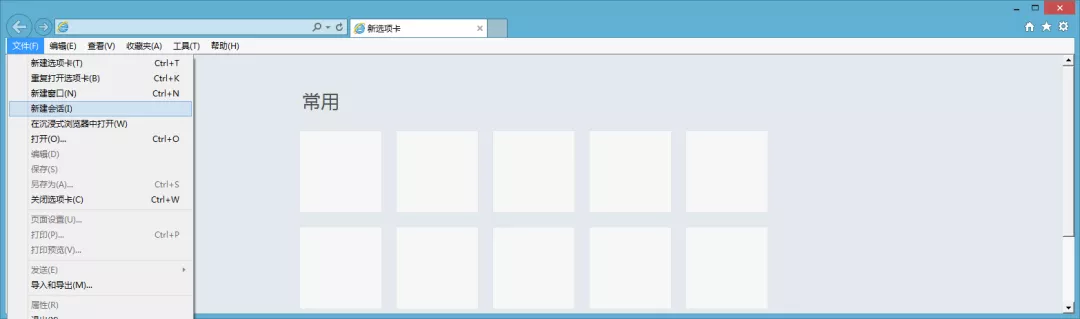 新选项卡
文件(F) 编辑(E) 查看(V) 收藏夹(A) 工具(T) 帮助(H)
新建选项卡(T) Ctrl+T
重复打开选项卡(B) Ctrl+K
新建窗口(N) Ctrl+N
新建会话(I)
在沉浸式浏览器中打开(W)
打开(O)... Ctrl+O
编辑(D)
保存(S)
另存为(A)... Ctrl+S
关闭选项卡(C) Ctrl+W
页面设置(U)...
打印(P)... Ctrl+P
打印预览(V)...
发送(E)
导入和导出(M)...
属性(R)
常用